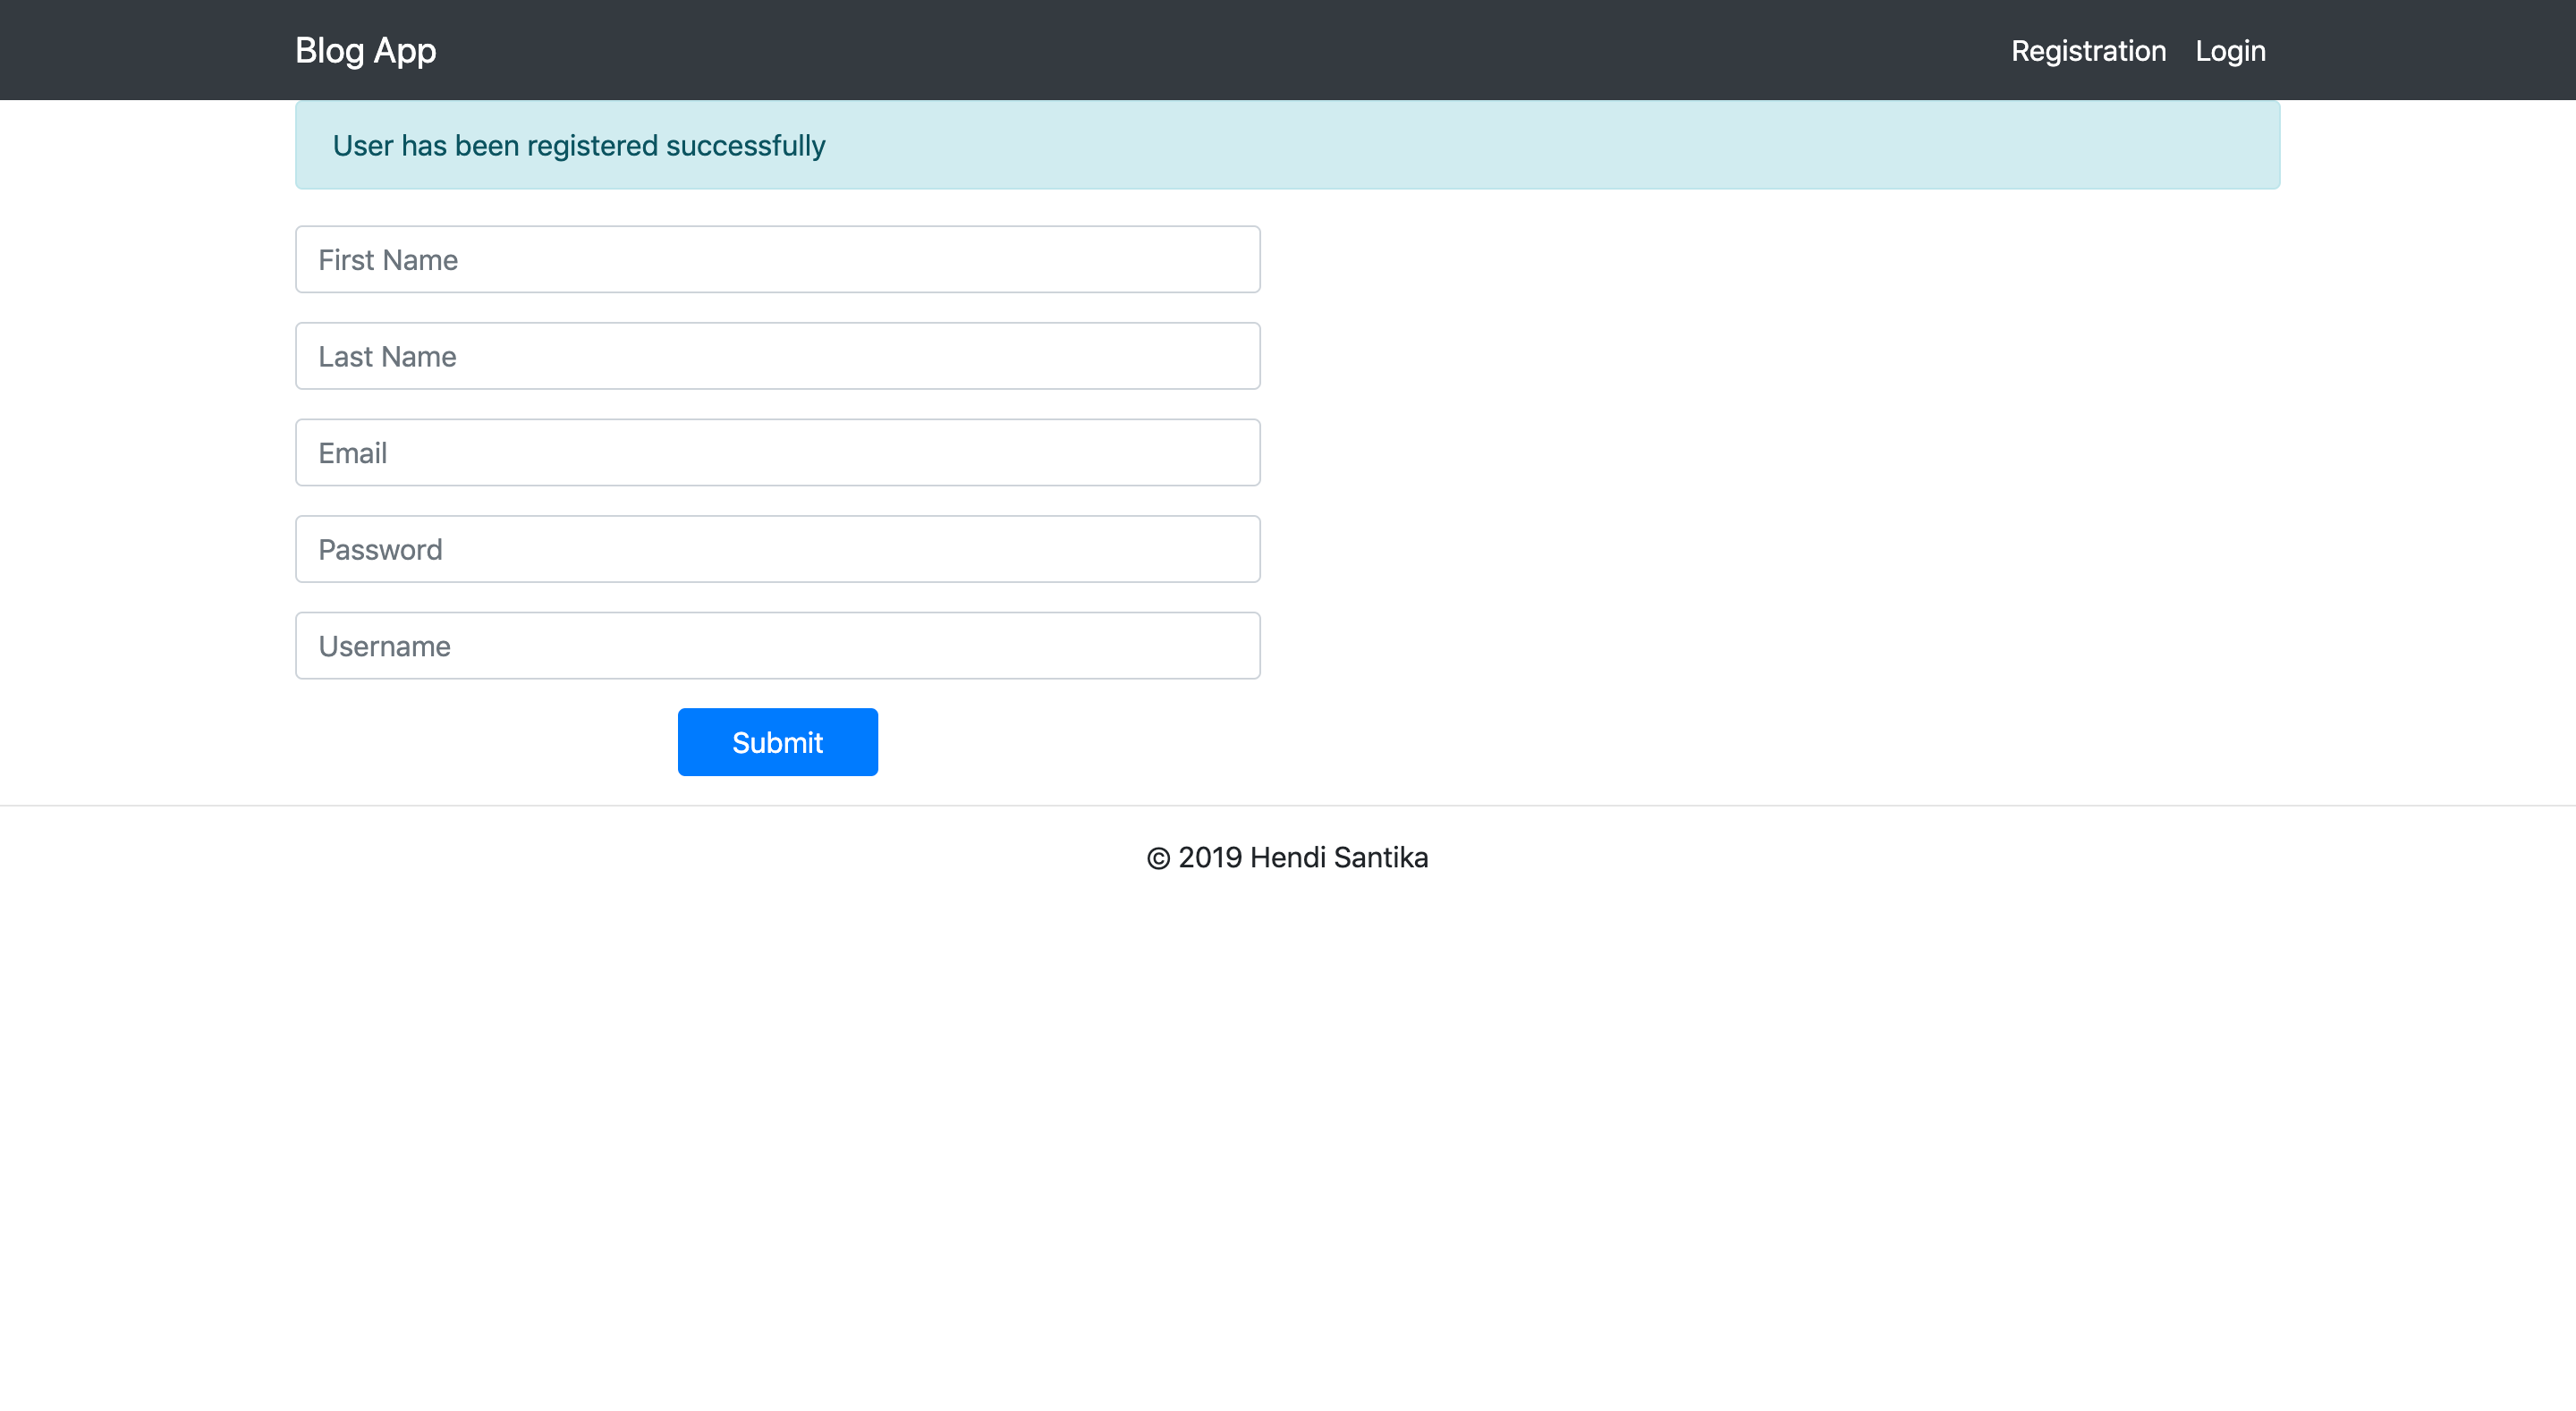 Blog App
Registration Login
User has been registered successfully
First Name
Last Name
Email
Password
Username
Submit
© 2019 Hendi Santika